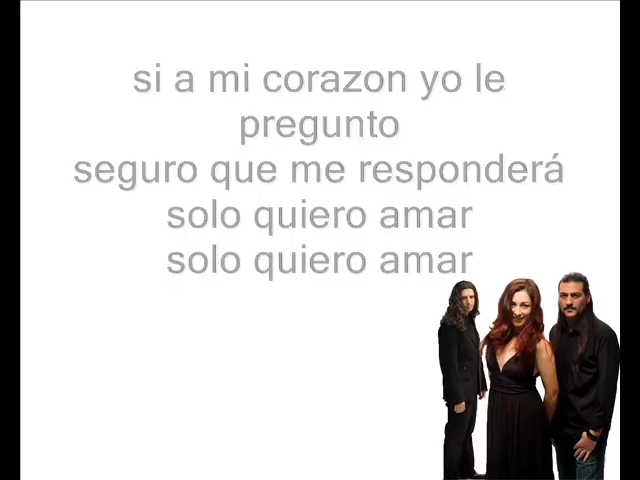 si a mi corazon yo le
pregunto
seguro que me responderá
solo quiero amar
solo quiero amar